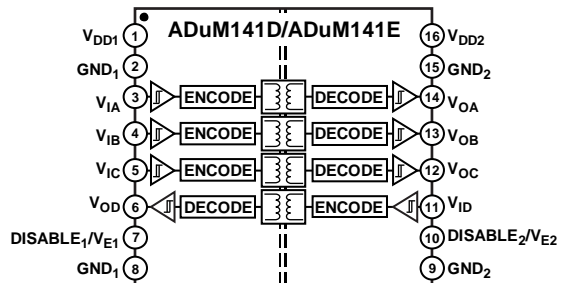 ADuM141D/ADuM141E
VDD1 1 16 VDD2
GND1 2 15 GND2
VIA 3 ENCODE DECODE 14 VOA
VIB 4 ENCODE DECODE 13 VOB
VIC 5 ENCODE DECODE 12 VOC
VOD 6 DECODE ENCODE 11 VID
DISABLE1/VE1 7 10 DISABLE2/VE2
GND1 8 9 GND2